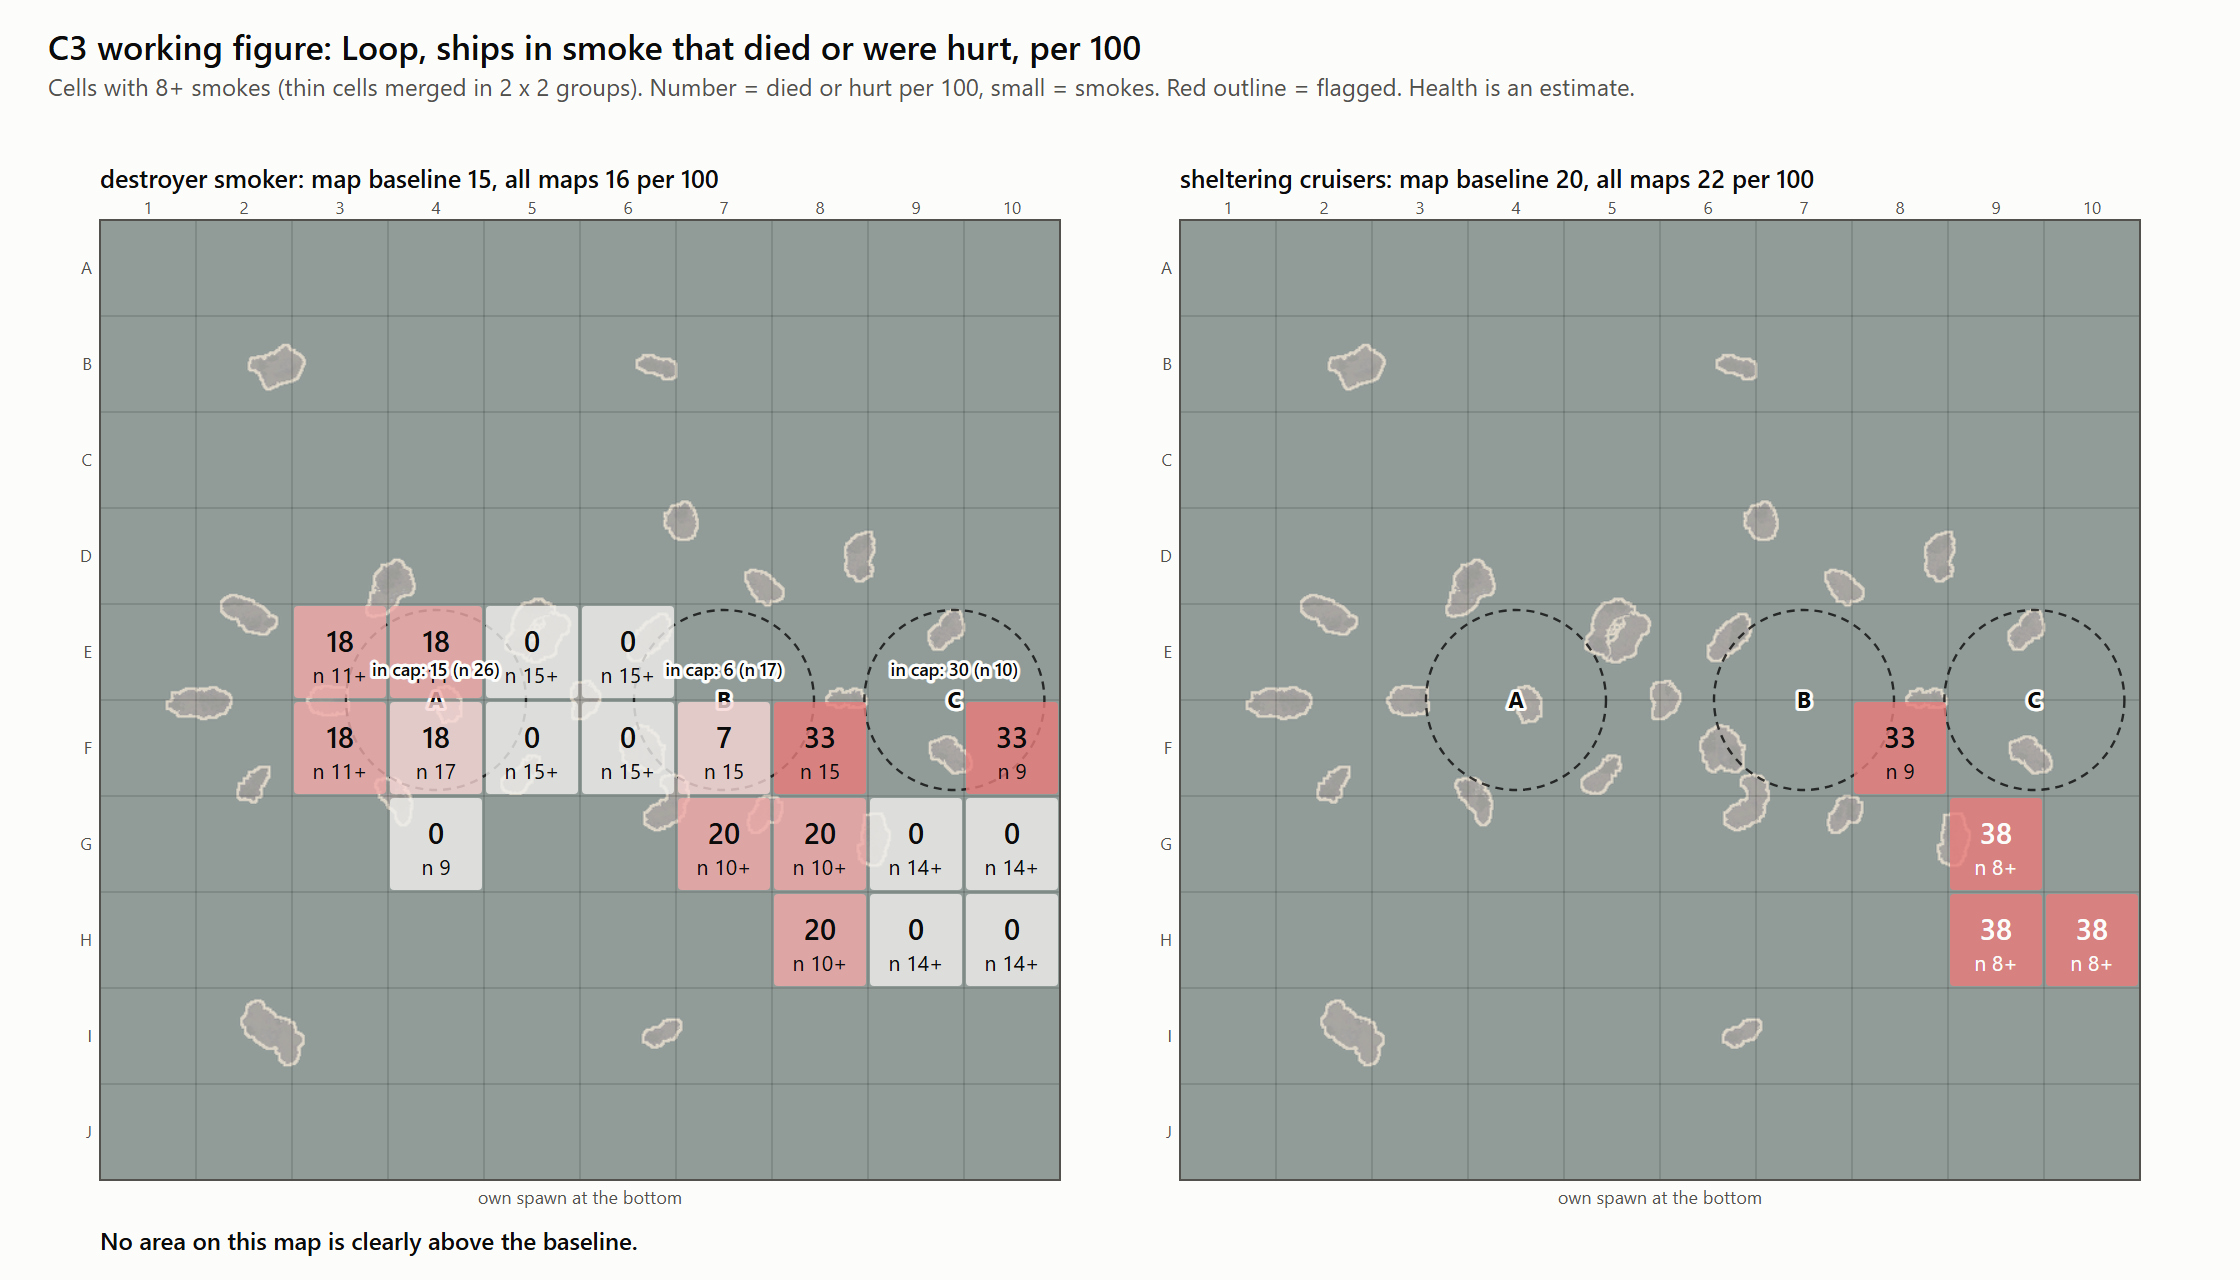 C3 working figure: Loop, ships in smoke that died or were hurt, per 100
Cells with 8+ smokes (thin cells merged in 2 x 2 groups). Number = died or hurt per 100, small = smokes. Red outline = flagged. Health is an estimate.
destroyer smoker: map baseline 15, all maps 16 per 100
1 2 3 4 5 6 7 8 9 10
A
B
C
D
E
18 18 0 0
n 11+ n 15+ n 15+
in cap: 15 (n 26) in cap: 6 (n 17) in cap: 30 (n 10)
A B C
F
18 18 0 0 7 33 33
n 11+ n 17 n 15+ n 15+ n 15 n 15 n 9
G
0 20 20 0 0
n 9 n 10+ n 10+ n 14+ n 14+
H
20 0 0
n 10+ n 14+ n 14+
I
J
own spawn at the bottom
No area on this map is clearly above the baseline.
sheltering cruisers: map baseline 20, all maps 22 per 100
1 2 3 4 5 6 7 8 9 10
A
B
C
D
E
A B C
F
33
n 9
G
38
n 8+
H
38 38
n 8+ n 8+
I
J
own spawn at the bottom